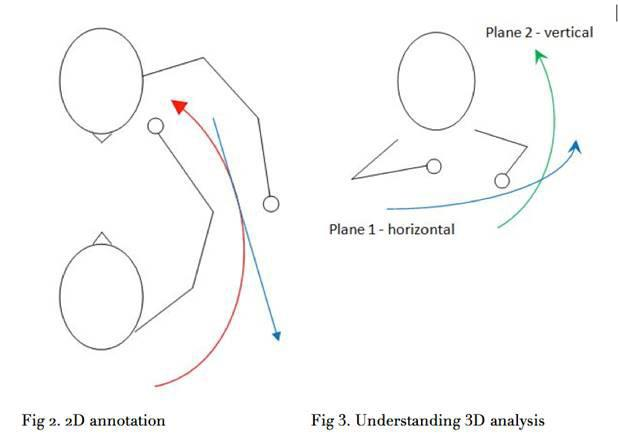 Plane 2 - vertical
Plane 1 - horizontal
Fig 2. 2D annotation
Fig 3. Understanding 3D analysis